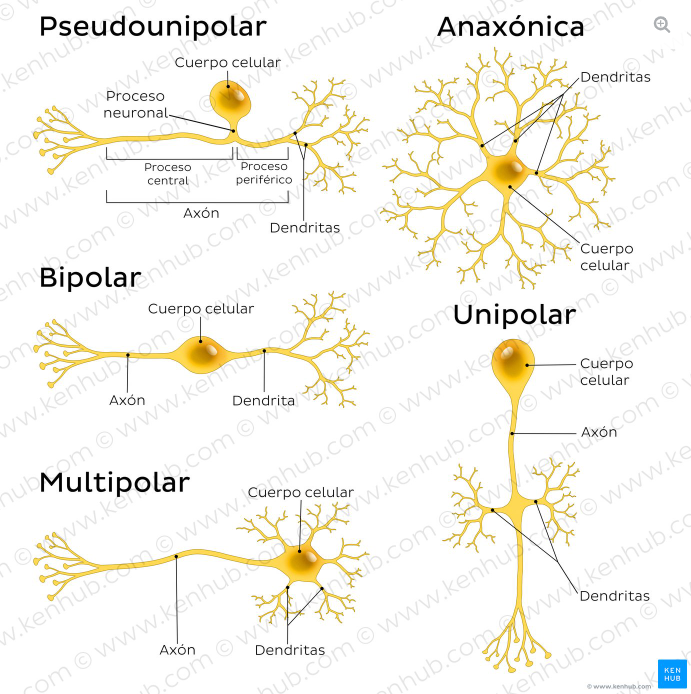 Pseudounipolar
Cuerpo celular
Proceso
neuronal
Proceso
central
Proceso
periférico
Axón
Dendritas
Bipolar
Cuerpo celular
Axón
Dendrita
Multipolar
Cuerpo celular
Axón
Dendritas
Anaxónica
Dendritas
Cuerpo
celular
Unipolar
Cuerpo
celular
Axón
Dendritas
© www.kenhub.com
KEN
HUB